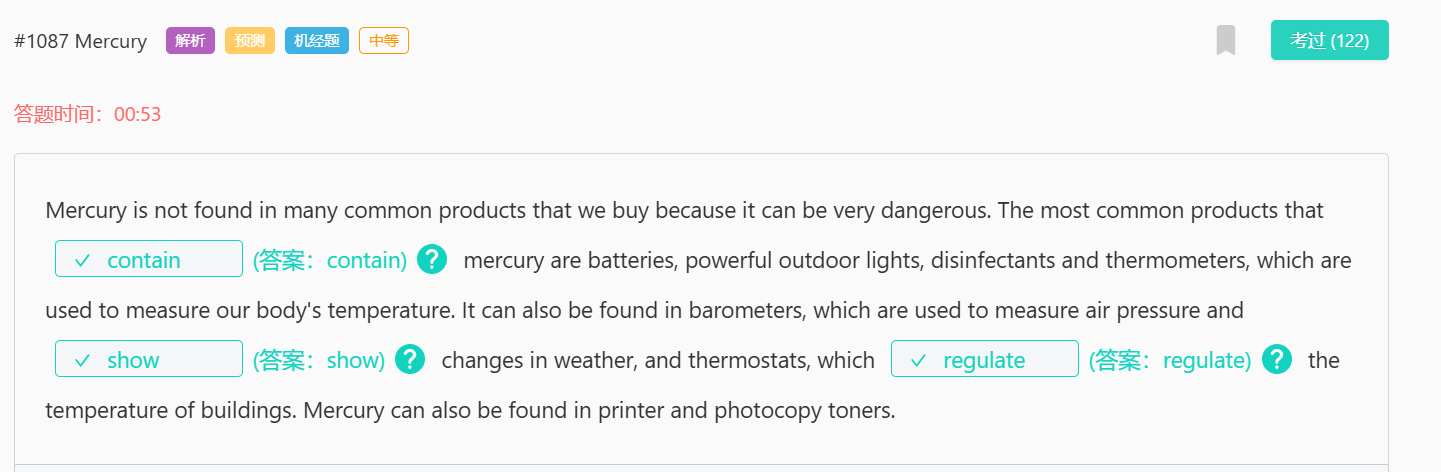 #1087 Mercury 解析 预测 机经题 中等 考过 (122)
答题时间：00:53
Mercury is not found in many common products that we buy because it can be very dangerous. The most common products that
contain (答案：contain) ? mercury are batteries, powerful outdoor lights, disinfectants and thermometers, which are
used to measure our body's temperature. It can also be found in barometers, which are used to measure air pressure and
show (答案：show) ? changes in weather, and thermostats, which regulate (答案：regulate) ? the
temperature of buildings. Mercury can also be found in printer and photocopy toners.